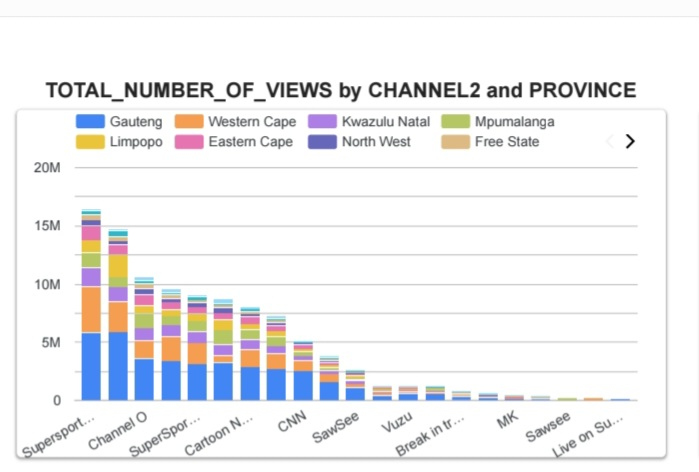 TOTAL_NUMBER_OF_VIEWS by CHANNEL2 and PROVINCE
Gauteng Western Cape Kwazulu Natal Mpumalanga
Limpopo Eastern Cape North West Free State
20M
15M
10M
5M
0
Supersport...
Channel O
SuperSpor...
Cartoon N...
CNN
SawSee
Vuzu
Break in tr...
MK
Sawsee
Live on Su...